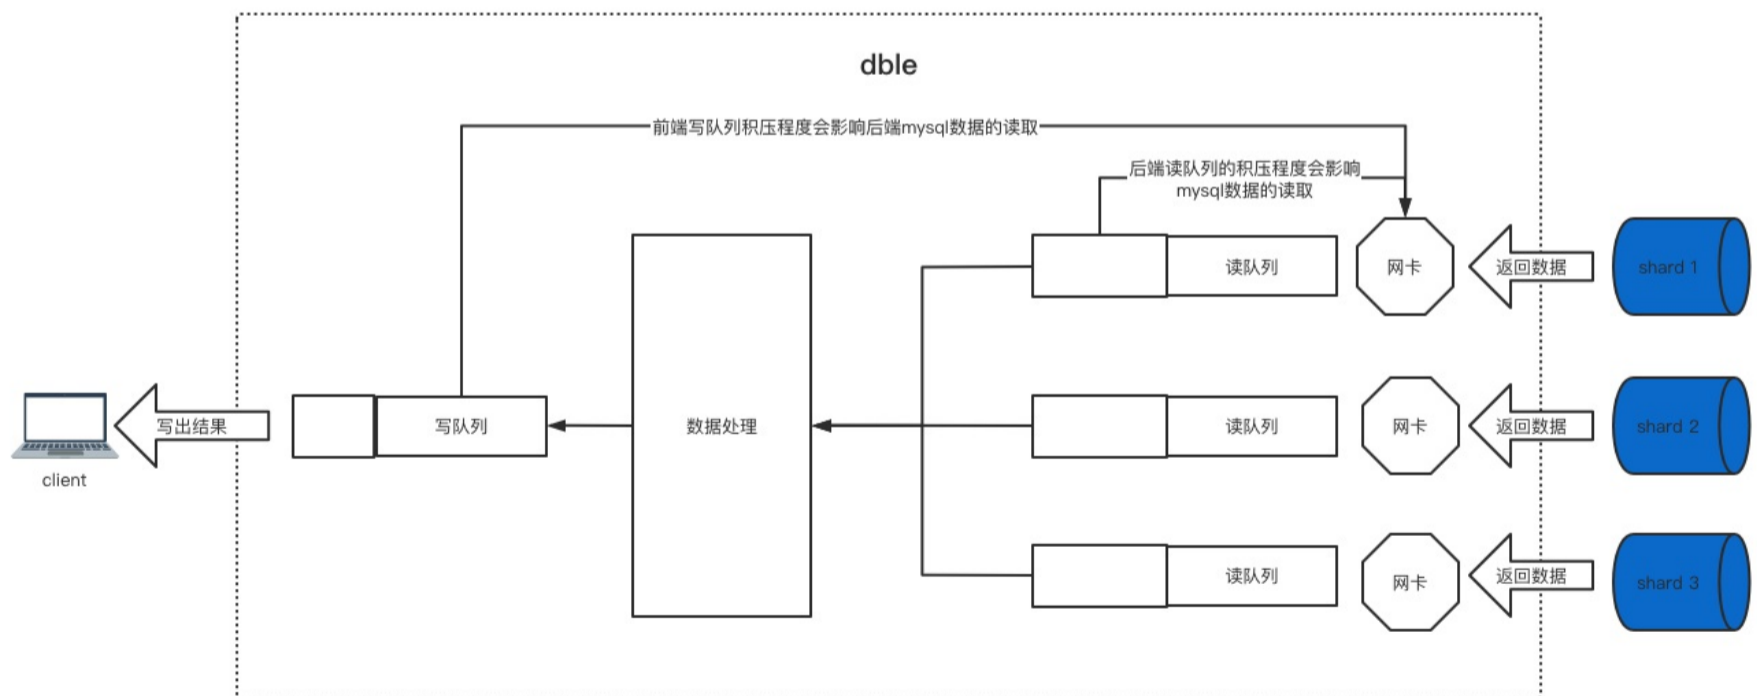 dble
前端写队列积压程度会影响后端mysql数据的读取
后端读队列的积压程度会影响
mysql数据的读取
读队列
网卡
返回数据
shard 1
写出结果
写队列
数据处理
读队列
网卡
返回数据
shard 2
client
读队列
网卡
返回数据
shard 3